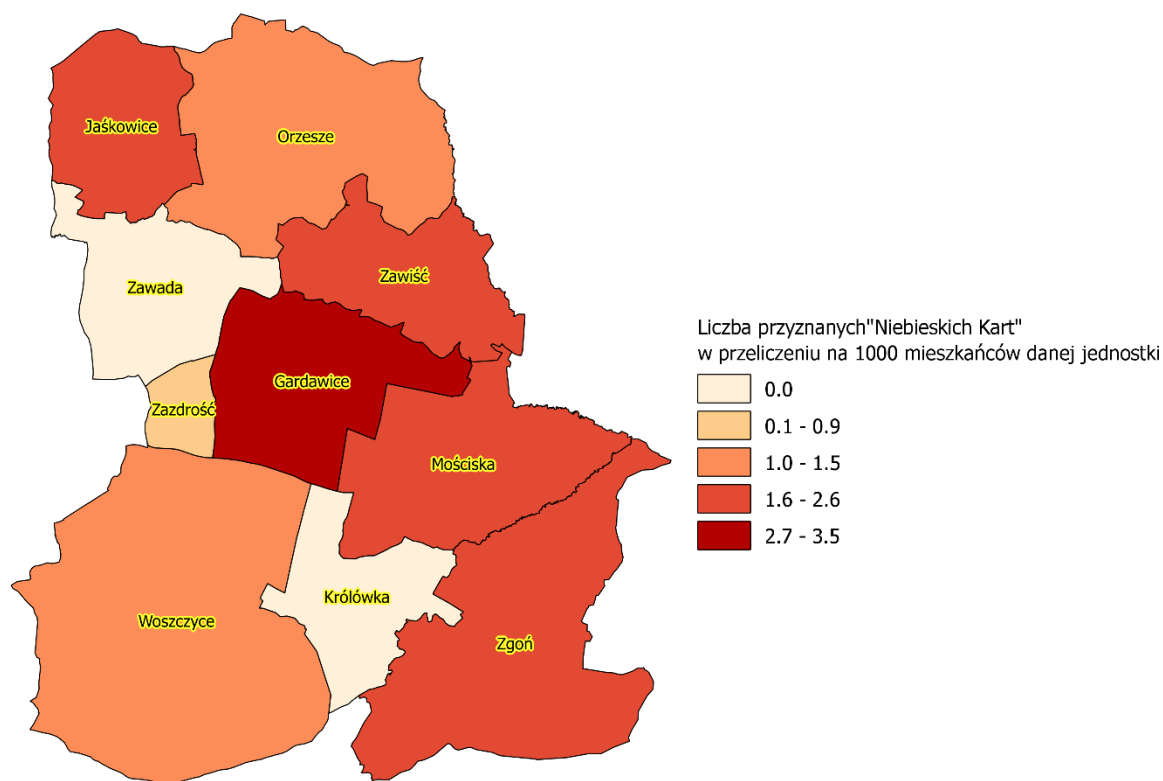 Jaśkowice
Orzesze
Zawiść
Zawada
Gardawice
Zazdrość
Mościska
Królówka
Woszczyce
Zgoń
Liczba przyznanych"Niebieskich Kart"
w przeliczeniu na 1000 mieszkańców danej jednostki
0.0
0.1 - 0.9
1.0 - 1.5
1.6 - 2.6
2.7 - 3.5